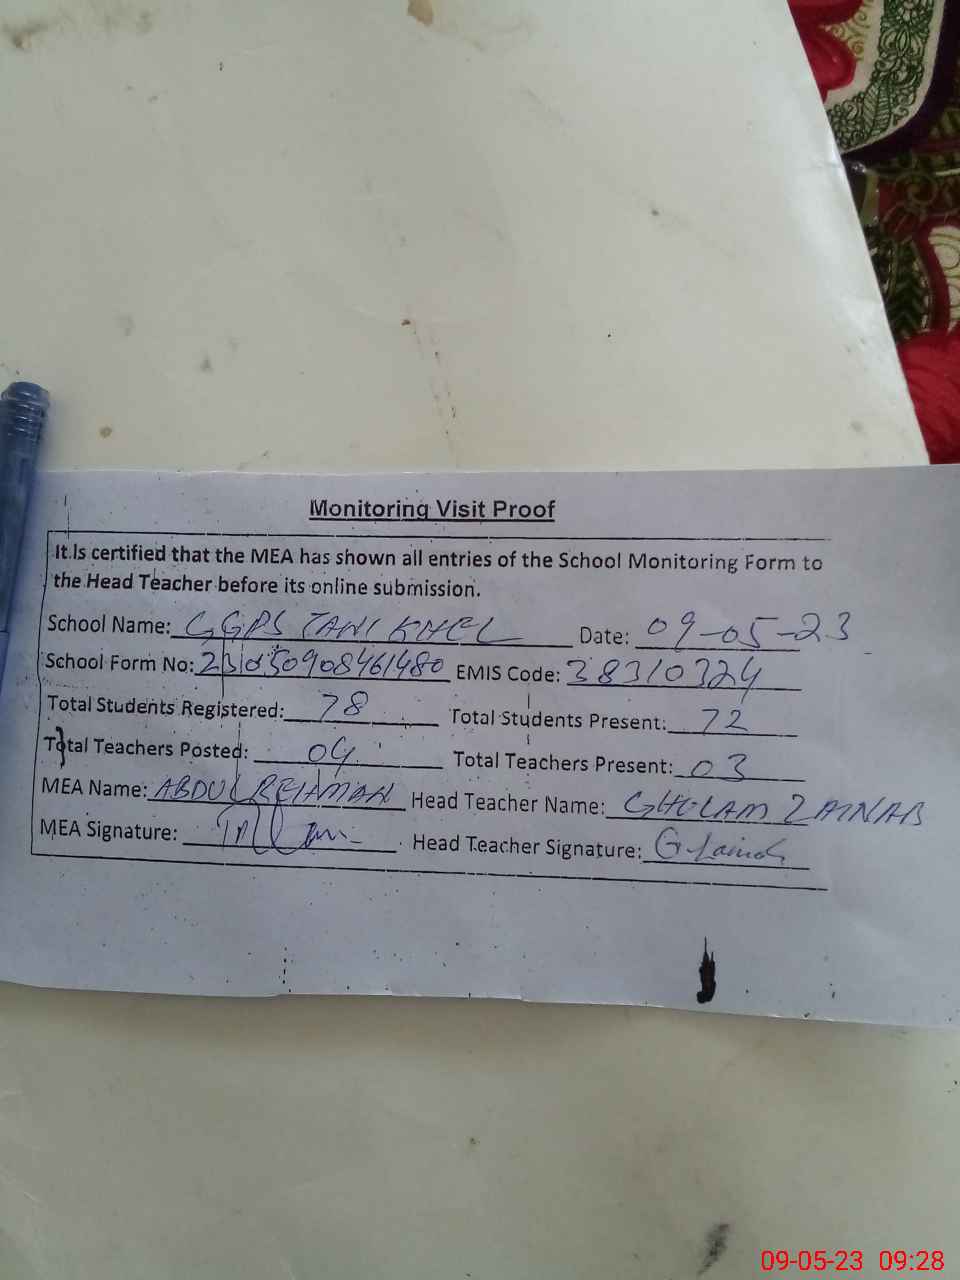 Monitoring Visit Proof
It Is certified that the MEA has shown all entries of the School Monitoring Form to
the Head Teacher before its online submission.
School Name: GGPS TANI KHEL Date: 09-05-23
School Form No: 23050908461480 EMIS Code: 38310324
Total Students Registered: 78 Total Students Present: 72
Total Teachers Posted: 04 Total Teachers Present: 03
MEA Name: ABDUL REHMAN Head Teacher Name: GHULAM ZAINAB
MEA Signature: Head Teacher Signature:
09-05-23 09:28